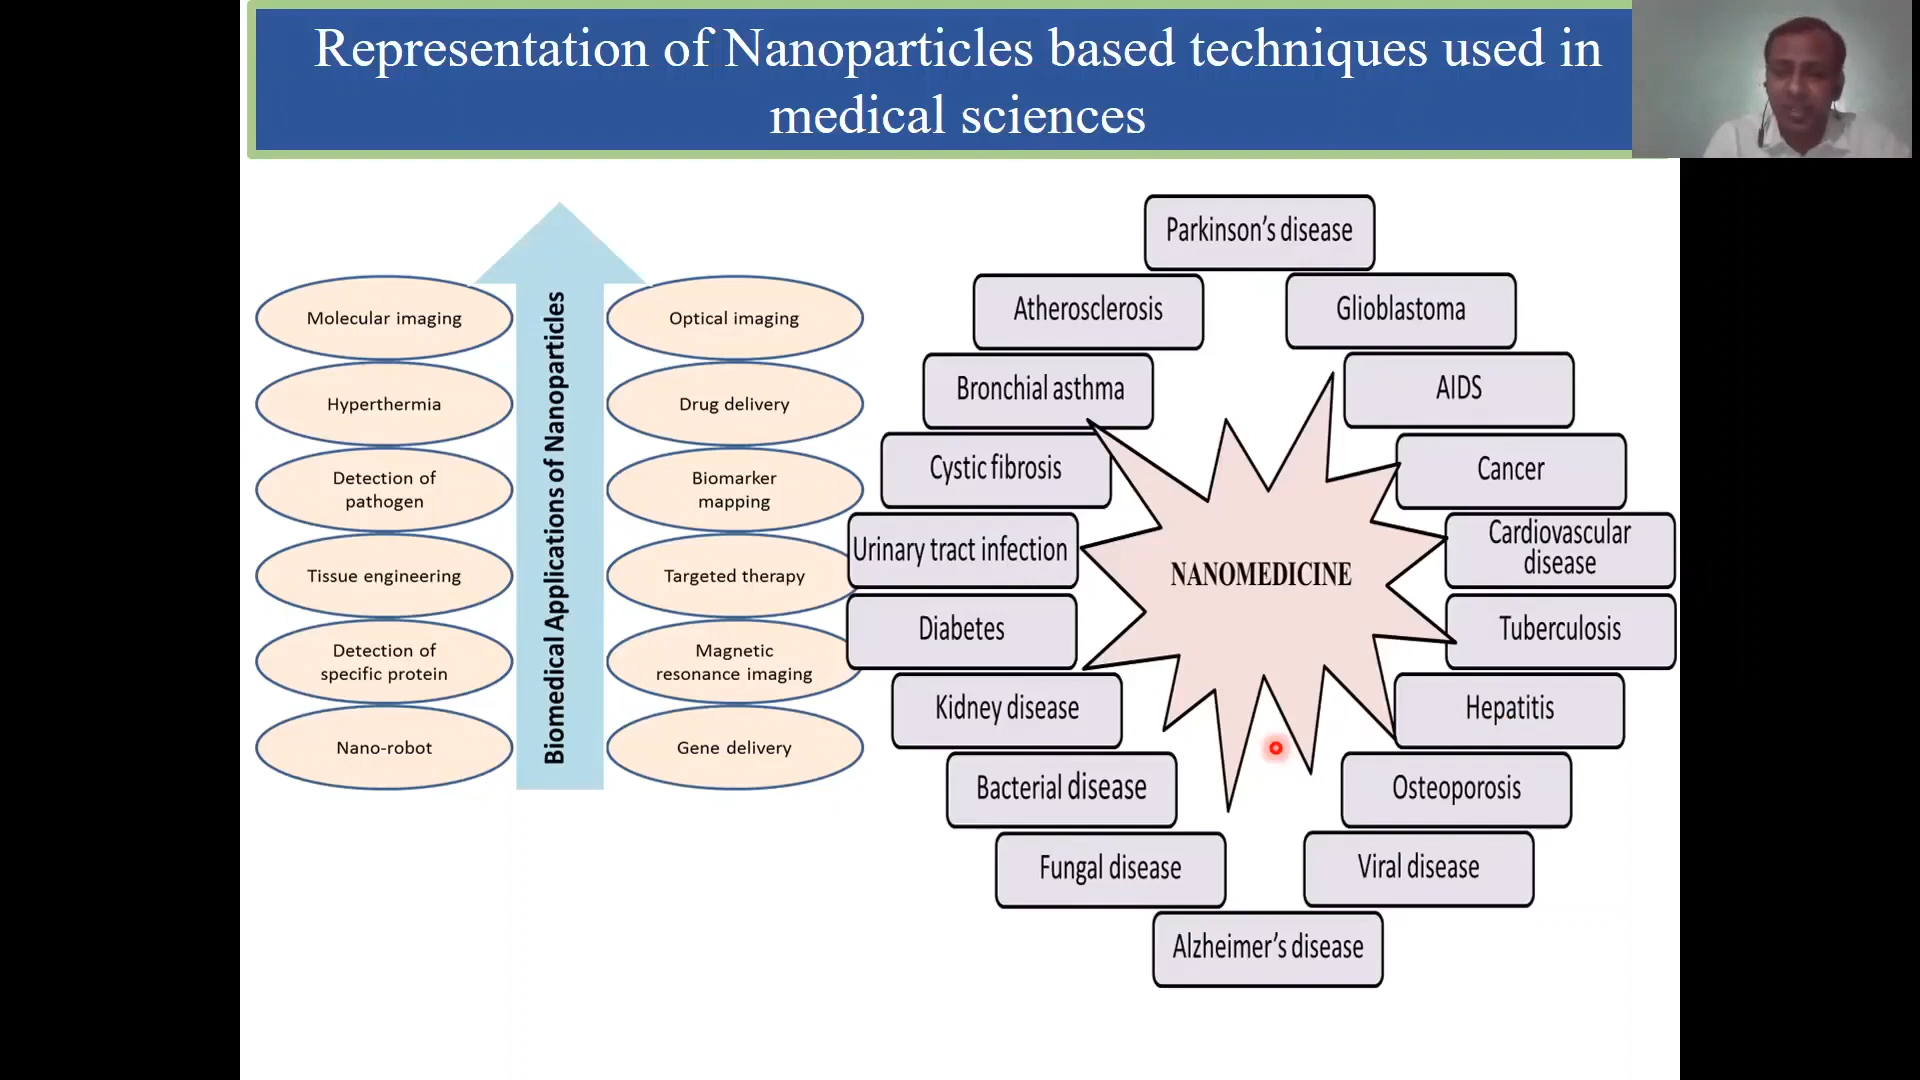 Representation of Nanoparticles based techniques used in
medical sciences
Molecular imaging
Hyperthermia
Detection of
pathogen
Tissue engineering
Detection of
specific protein
Nano-robot
Biomedical Applications of Nanoparticles
Optical imaging
Drug delivery
Biomarker
mapping
Targeted therapy
Magnetic
resonance imaging
Gene delivery
Parkinson's disease
Atherosclerosis
Glioblastoma
Bronchial asthma
AIDS
Cystic fibrosis
Cancer
Urinary tract infection
Cardiovascular
disease
NANOMEDICINE
Diabetes
Tuberculosis
Kidney disease
Hepatitis
Bacterial disease
Osteoporosis
Fungal disease
Viral disease
Alzheimer's disease